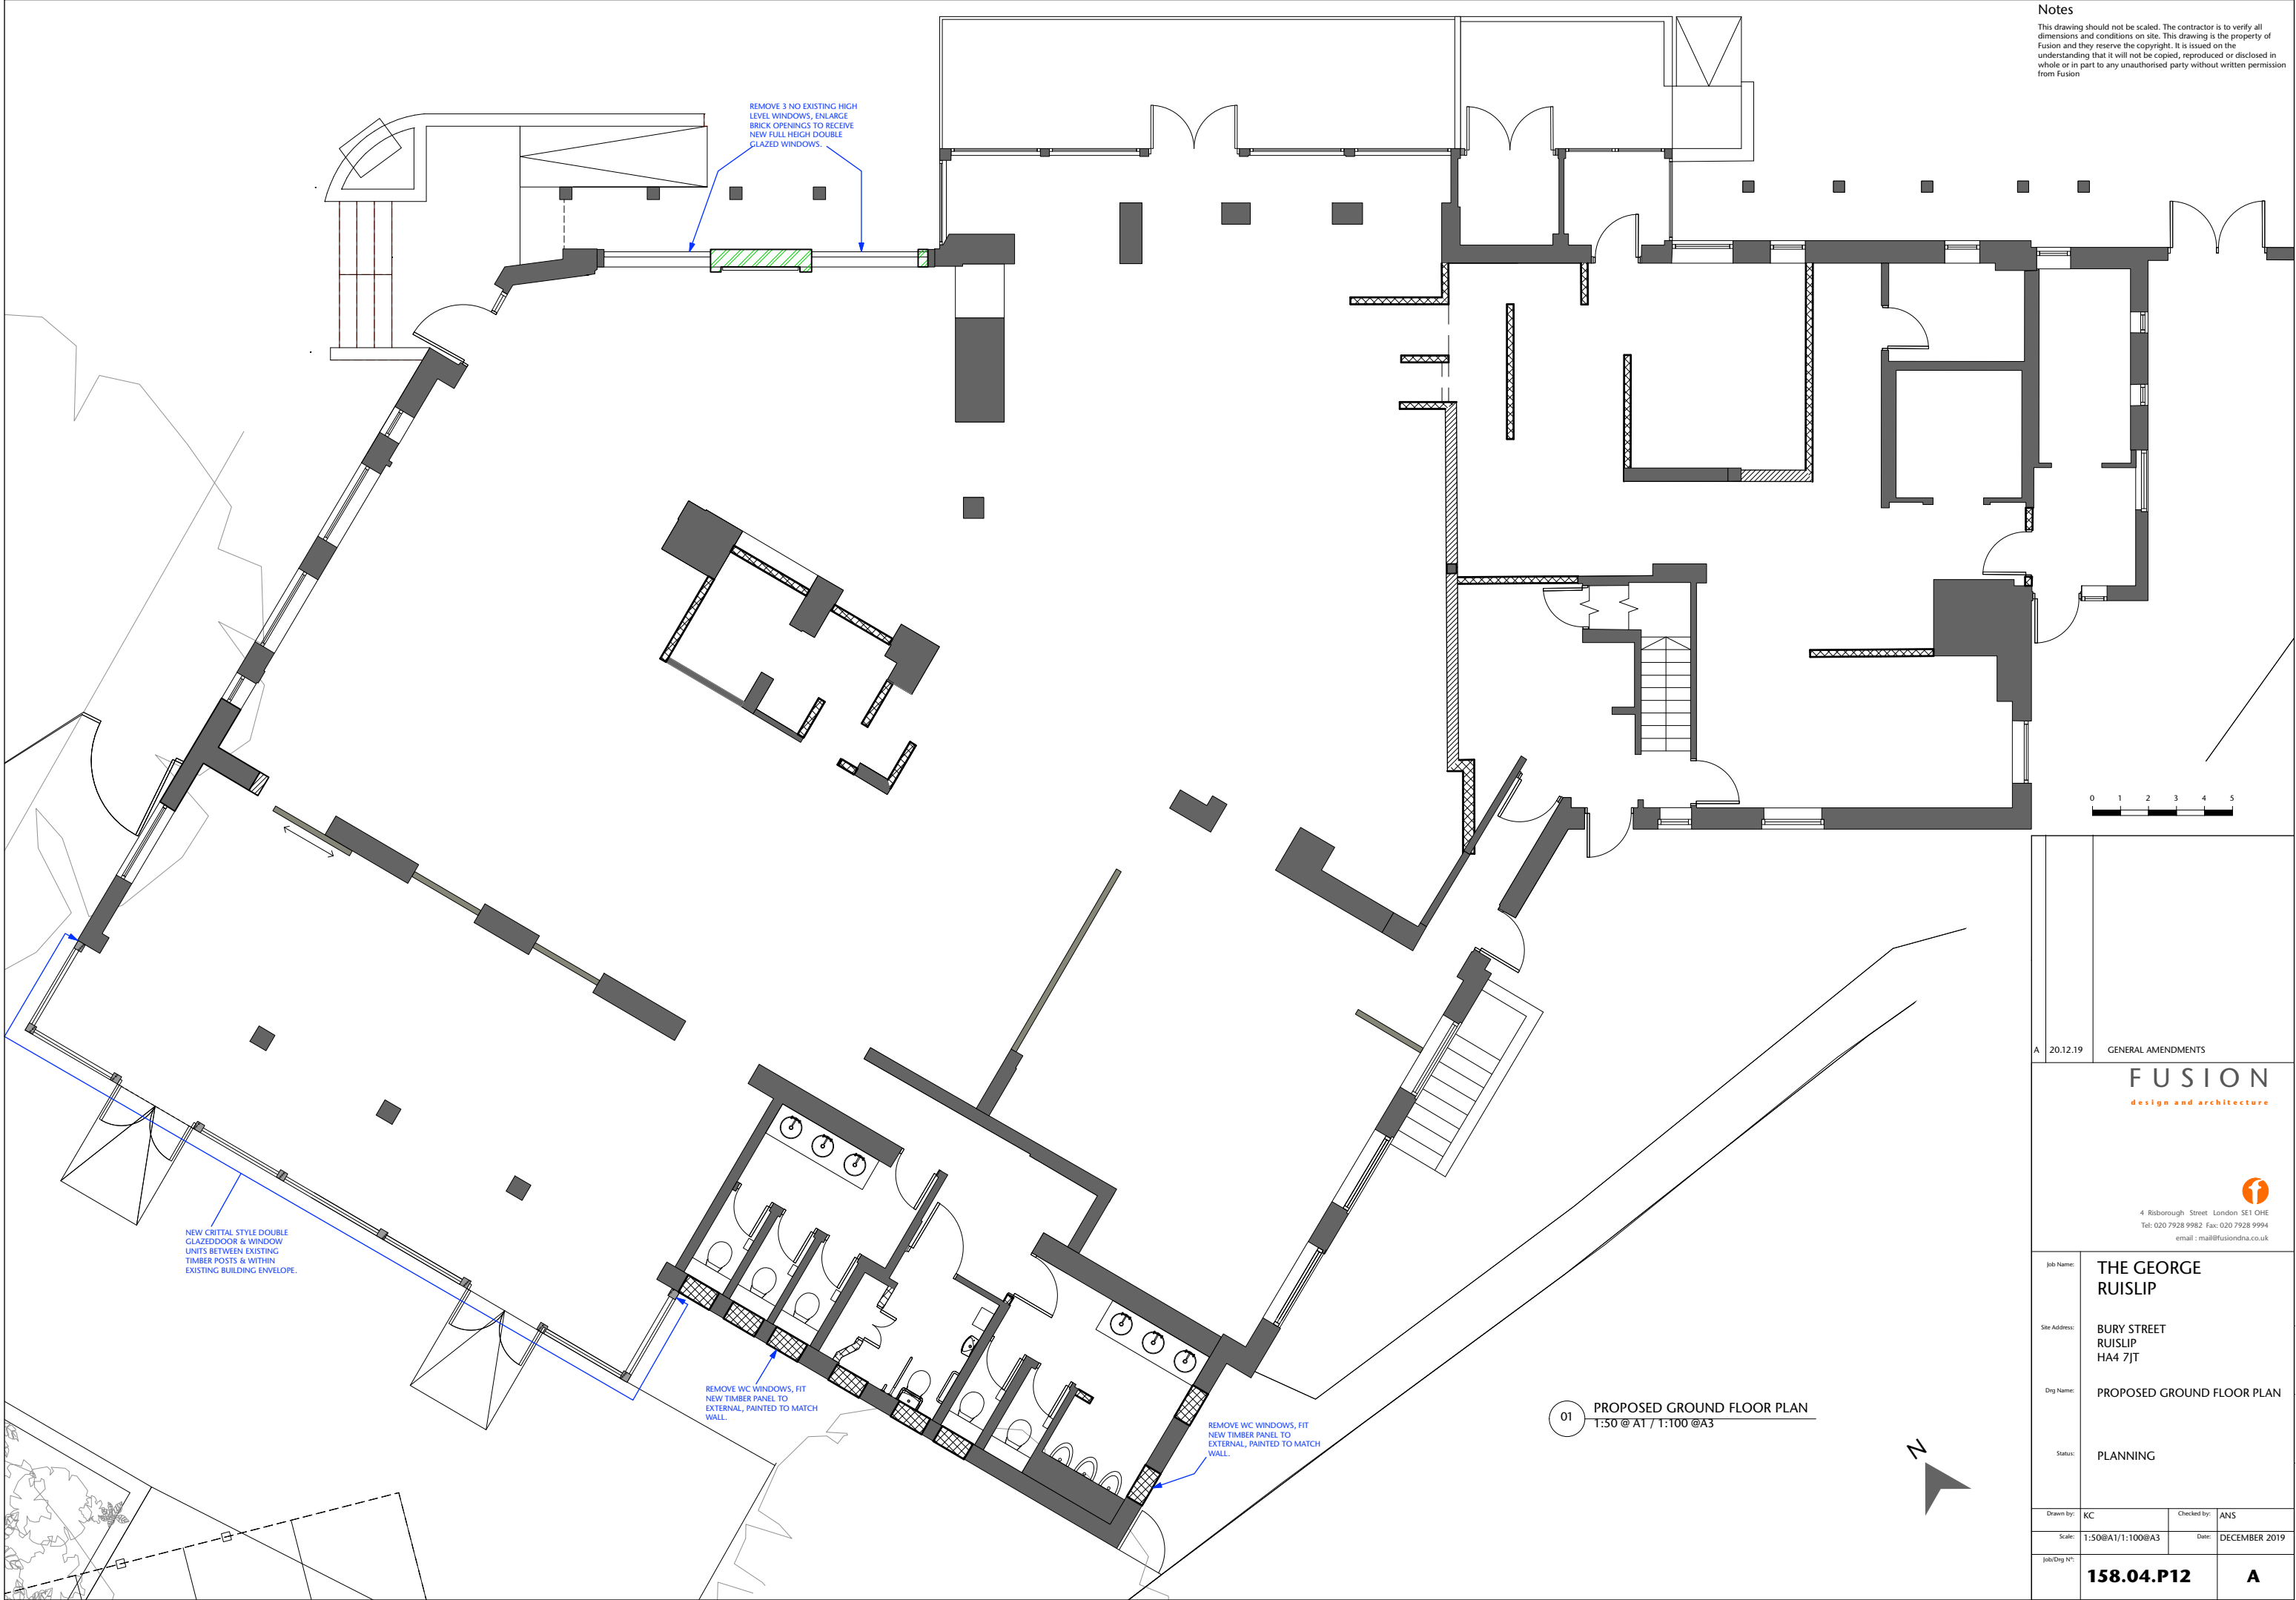 Notes
This drawing should not be scaled. The contractor is to verify all
dimensions and conditions on site. This drawing is the property of
Fusion and they reserve the copyright. It is issued on the
understanding that it will not be copied, reproduced or disclosed in
whole or in part to any unauthorised party without written permission
from Fusion
REMOVE 3 NO EXISTING HIGH
LEVEL WINDOWS, ENLARGE
BRICK OPENINGS TO RECEIVE
NEW FULL HEIGH DOUBLE
GLAZED WINDOWS.
0 1 2 3 4 5
A 20.12.19 GENERAL AMENDMENTS
FUSION
design and architecture
f
4 Risborough Street London SE1 0HE
Tel: 020 7928 9982 Fax: 020 7928 9994
email : mail@fusiondna.co.uk
NEW CRITTAL STYLE DOUBLE
GLAZEDDOOR & WINDOW
UNITS BETWEEN EXISTING
TIMBER POSTS & WITHIN
EXISTING BUILDING ENVELOPE.
REMOVE WC WINDOWS, FIT
NEW TIMBER PANEL TO
EXTERNAL, PAINTED TO MATCH
WALL.
REMOVE WC WINDOWS, FIT
NEW TIMBER PANEL TO
EXTERNAL, PAINTED TO MATCH
WALL.
01 PROPOSED GROUND FLOOR PLAN
1:50 @ A1 / 1:100 @A3
N
Job Name: THE GEORGE
RUISLIP
Site Address: BURY STREET
RUISLIP
HA4 7JT
Drg Name: PROPOSED GROUND FLOOR PLAN
Status: PLANNING
Drawn by: KC Checked by: ANS
Scale: 1:50@A1/1:100@A3 Date: DECEMBER 2019
Job/Drg Nº: 158.04.P12 A